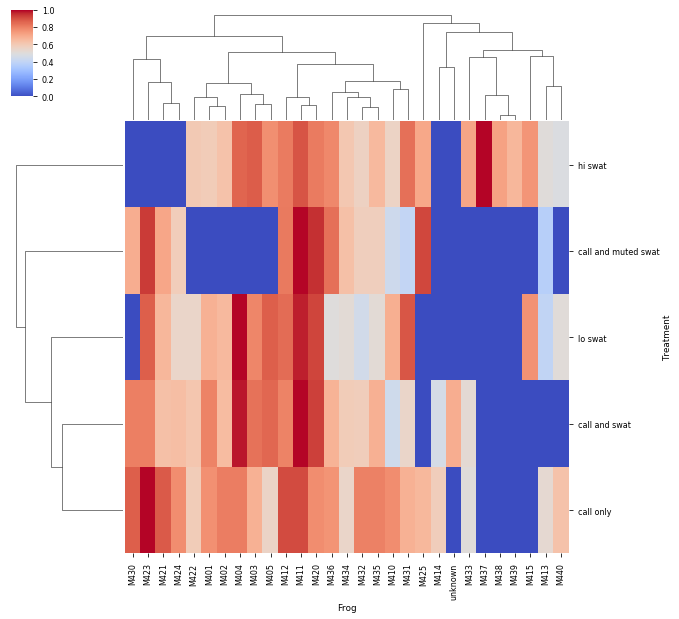 1.0
0.8
0.6
0.4
0.2
0.0
hi swat
call and muted swat
lo swat
call and swat
call only
Treatment
M430 M423 M421 M424 M422 M401 M402 M404 M403 M405 M412 M411 M420 M436 M434 M432 M435 M410 M431 M425 M414 unknown M433 M437 M438 M439 M415 M413 M440
Frog